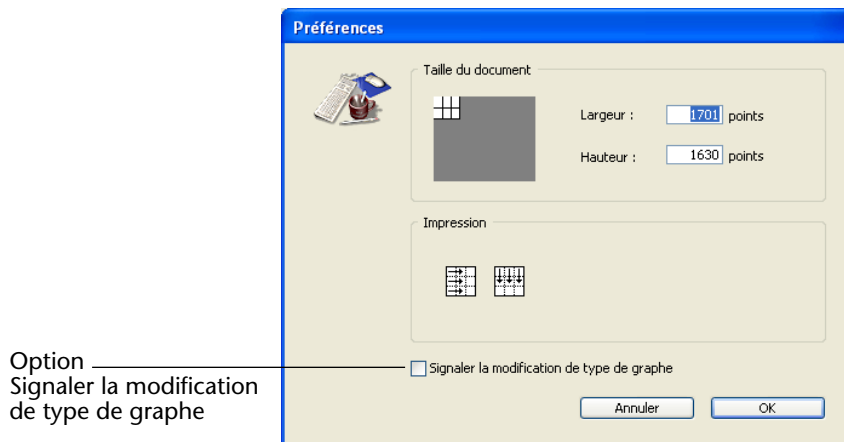 Préférences
Taille du document
Largeur : 1701 points
Hauteur : 1630 points
Impression
Option
Signaler la modification
de type de graphe
Signaler la modification de type de graphe
Annuler OK